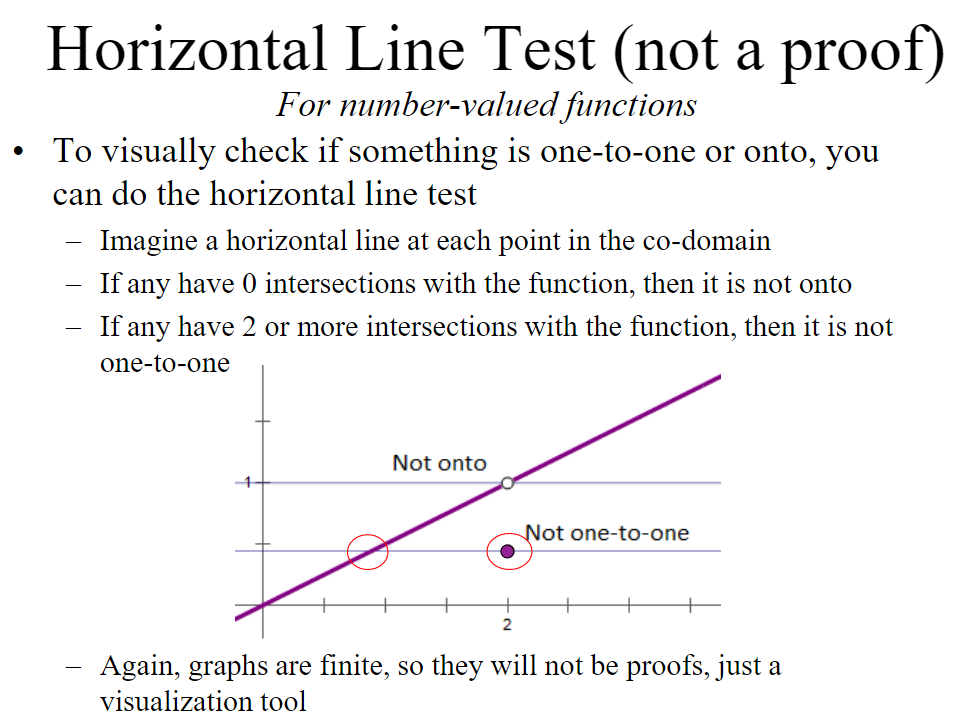 Horizontal Line Test (not a proof)
For number-valued functions
• To visually check if something is one-to-one or onto, you
can do the horizontal line test
– Imagine a horizontal line at each point in the co-domain
– If any have 0 intersections with the function, then it is not onto
– If any have 2 or more intersections with the function, then it is not
one-to-one
Not onto
1
Not one-to-one
2
– Again, graphs are finite, so they will not be proofs, just a
visualization tool